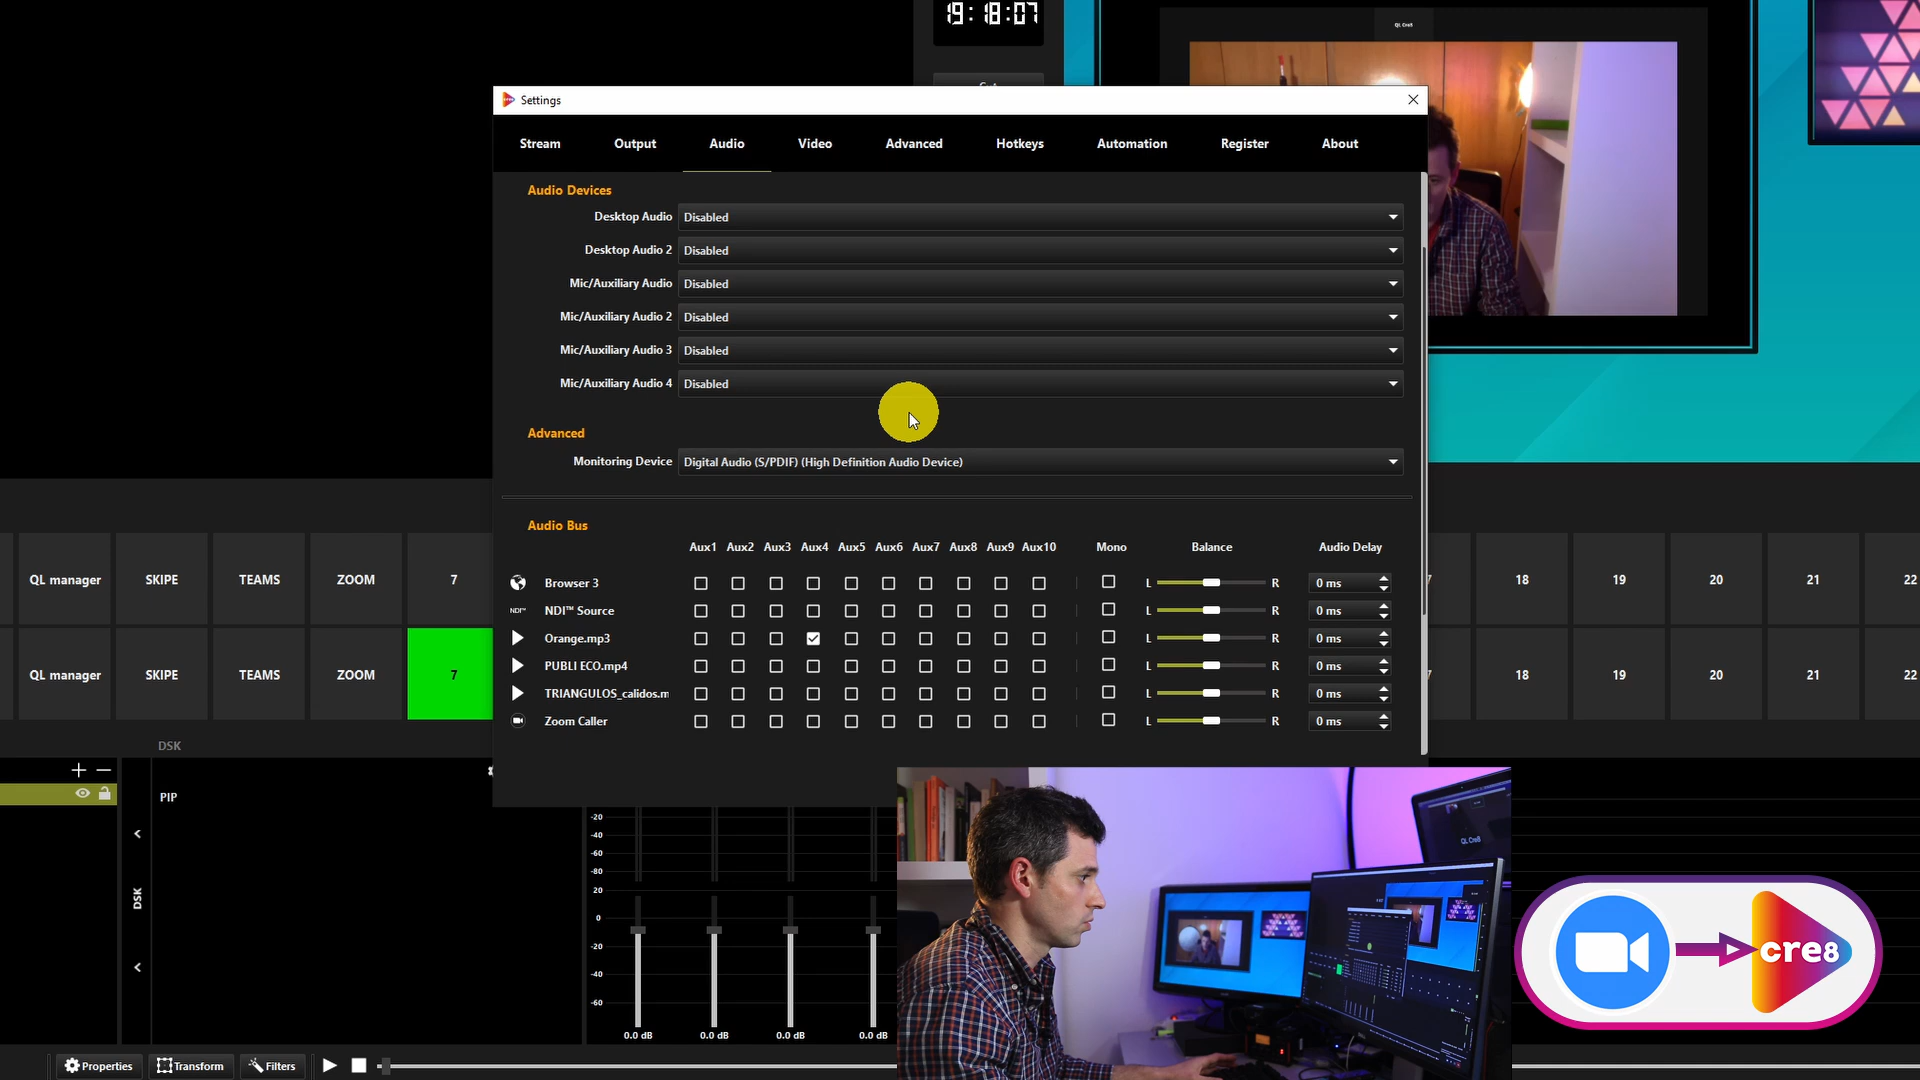 19:18:07
QL Cre8
Settings
Stream Output Audio Video Advanced Hotkeys Automation Register About
Audio Devices
Desktop Audio Disabled
Desktop Audio 2 Disabled
Mic/Auxiliary Audio Disabled
Mic/Auxiliary Audio 2 Disabled
Mic/Auxiliary Audio 3 Disabled
Mic/Auxiliary Audio 4 Disabled
Advanced
Monitoring Device Digital Audio (S/PDIF) (High Definition Audio Device)
Audio Bus
Aux1 Aux2 Aux3 Aux4 Aux5 Aux6 Aux7 Aux8 Aux9 Aux10 Mono Balance Audio Delay
Browser 3 L R 0 ms
NDI™ NDI™ Source L R 0 ms
Orange.mp3 L R 0 ms
PUBLI ECO.mp4 L R 0 ms
TRIANGULOS_calidos.m L R 0 ms
Zoom Caller L R 0 ms
QL manager SKIPE TEAMS ZOOM 7 18 19 20 21 22
QL manager SKIPE TEAMS ZOOM 7 18 19 20 21 22
DSK
PIP
DSK
-20
-40
-60
-80
20
0
-20
-40
-60
0.0 dB 0.0 dB 0.0 dB 0.0 dB
Properties Transform Filters
QL Cre8
cre8